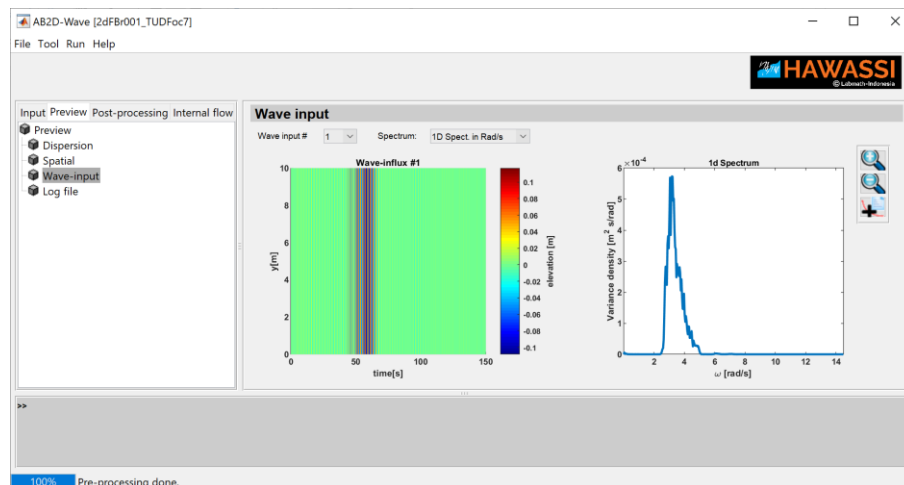 AB2D-Wave [2dFBr001_TUDFoc7]
File Tool Run Help
HAWASSI
© Labmath-Indonesia
Input Preview Post-processing Internal flow
Preview
Dispersion
Spatial
Wave-input
Log file
Wave input
Wave input # 1 Spectrum: 1D Spect. in Rad/s
Wave-influx #1
10
8
6
4
2
0
y[m]
0 50 100 150
time[s]
0.1
0.08
0.06
0.04
0.02
0
-0.02
-0.04
-0.06
-0.08
-0.1
elevation [m]
1d Spectrum
×10⁻⁴
6
5
4
3
2
1
0
Variance density [m² s/rad]
2 4 6 8 10 12 14
ω [rad/s]
>>
100% Pre-processing done.